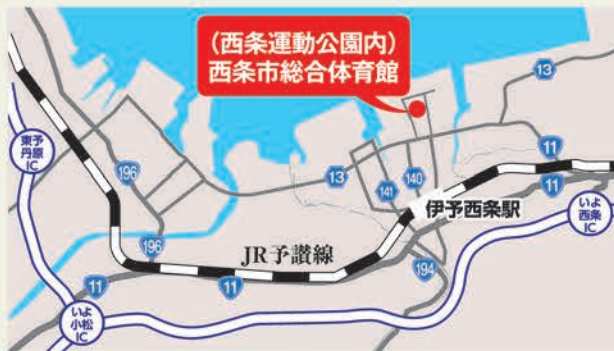 (西条運動公園内)
西条市総合体育館
13
東予
丹原
IC
196
13
141
140
11
11
伊予西条駅
いよ
西条
IC
196
JR予讃線
194
11
11
いよ
小松
IC